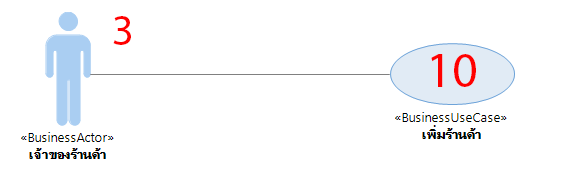 3
10
«BusinessActor»
เจ้าของร้านค้า
«BusinessUseCase»
เพิ่มร้านค้า